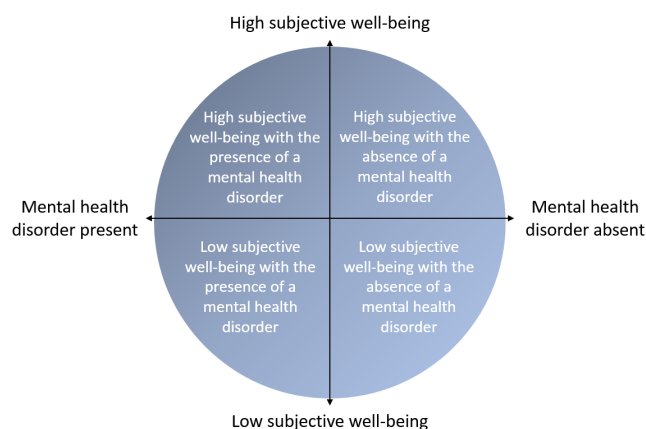 High subjective well-being
High subjective
well-being with the
presence of a
mental health
disorder
High subjective
well-being with the
absence of a
mental health
disorder
Mental health
disorder present
Mental health
disorder absent
Low subjective
well-being with the
presence of a
mental health
disorder
Low subjective
well-being with the
absence of a
mental health
disorder
Low subjective well-being